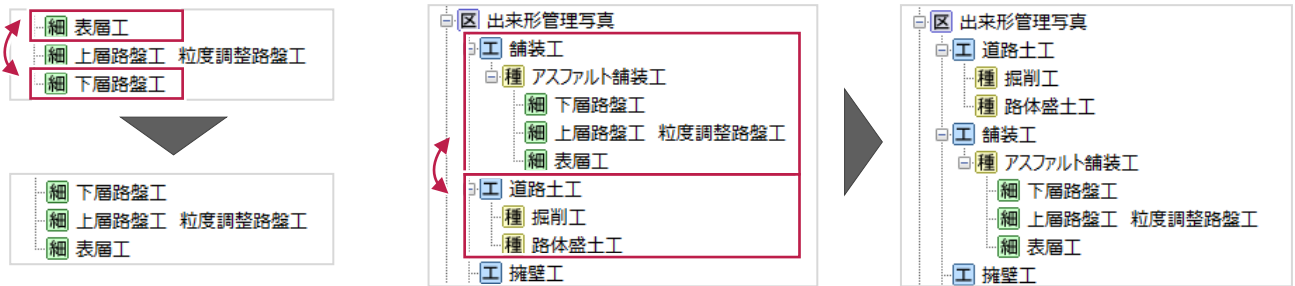 細 表層工
細 上層路盤工 粒度調整路盤工
細 下層路盤工
細 下層路盤工
細 上層路盤工 粒度調整路盤工
細 表層工
区 出来形管理写真
工 舗装工
種 アスファルト舗装工
細 下層路盤工
細 上層路盤工 粒度調整路盤工
細 表層工
工 道路土工
種 掘削工
種 路体盛土工
工 擁壁工
区 出来形管理写真
工 道路土工
種 掘削工
種 路体盛土工
工 舗装工
種 アスファルト舗装工
細 下層路盤工
細 上層路盤工 粒度調整路盤工
細 表層工
工 擁壁工